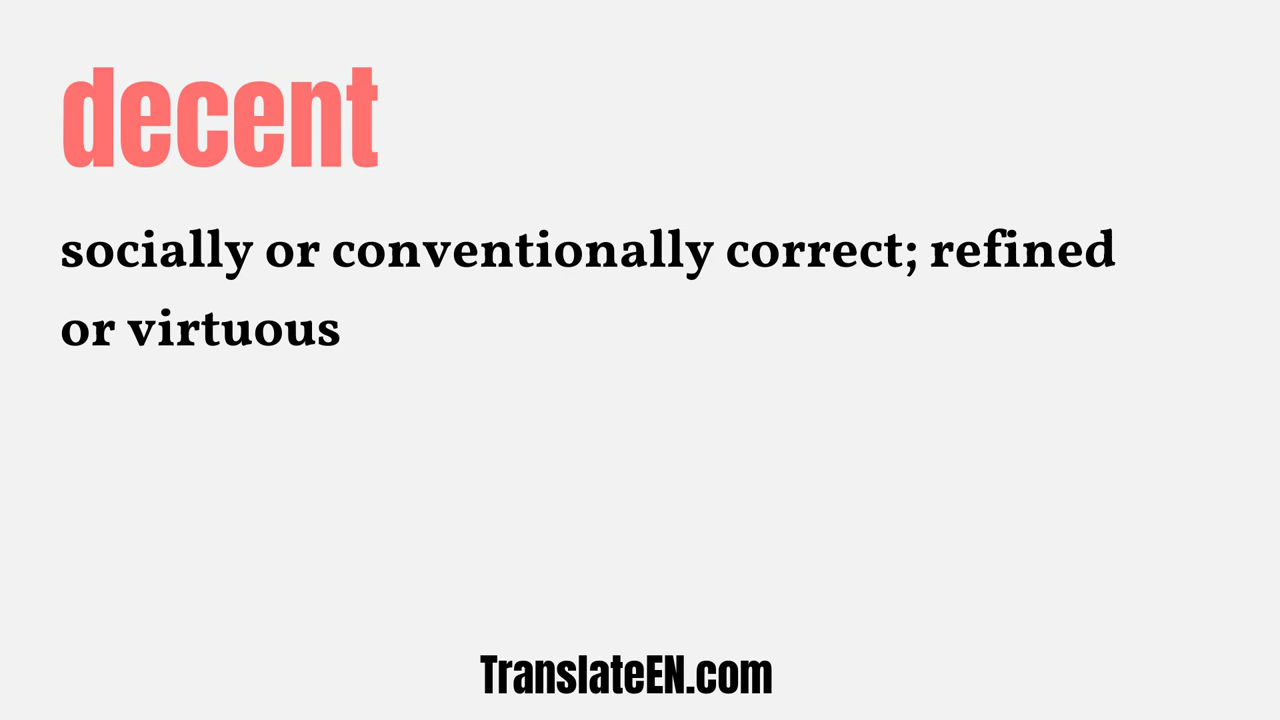 decent
socially or conventionally correct; refined
or virtuous
TranslateEN.com